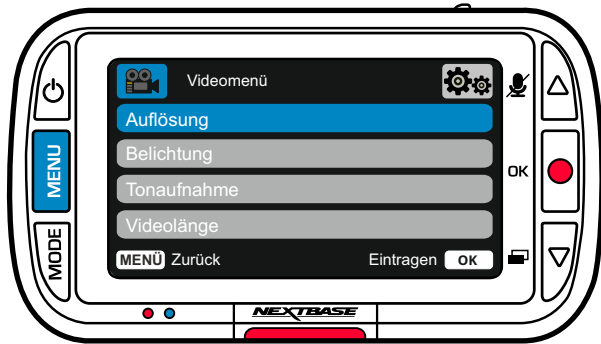 Videomenü
Auflösung
MENU
Belichtung
OK
Tonaufnahme
Videolänge
MODE
MENÜ Zurück Eintragen OK
NEXTBASE